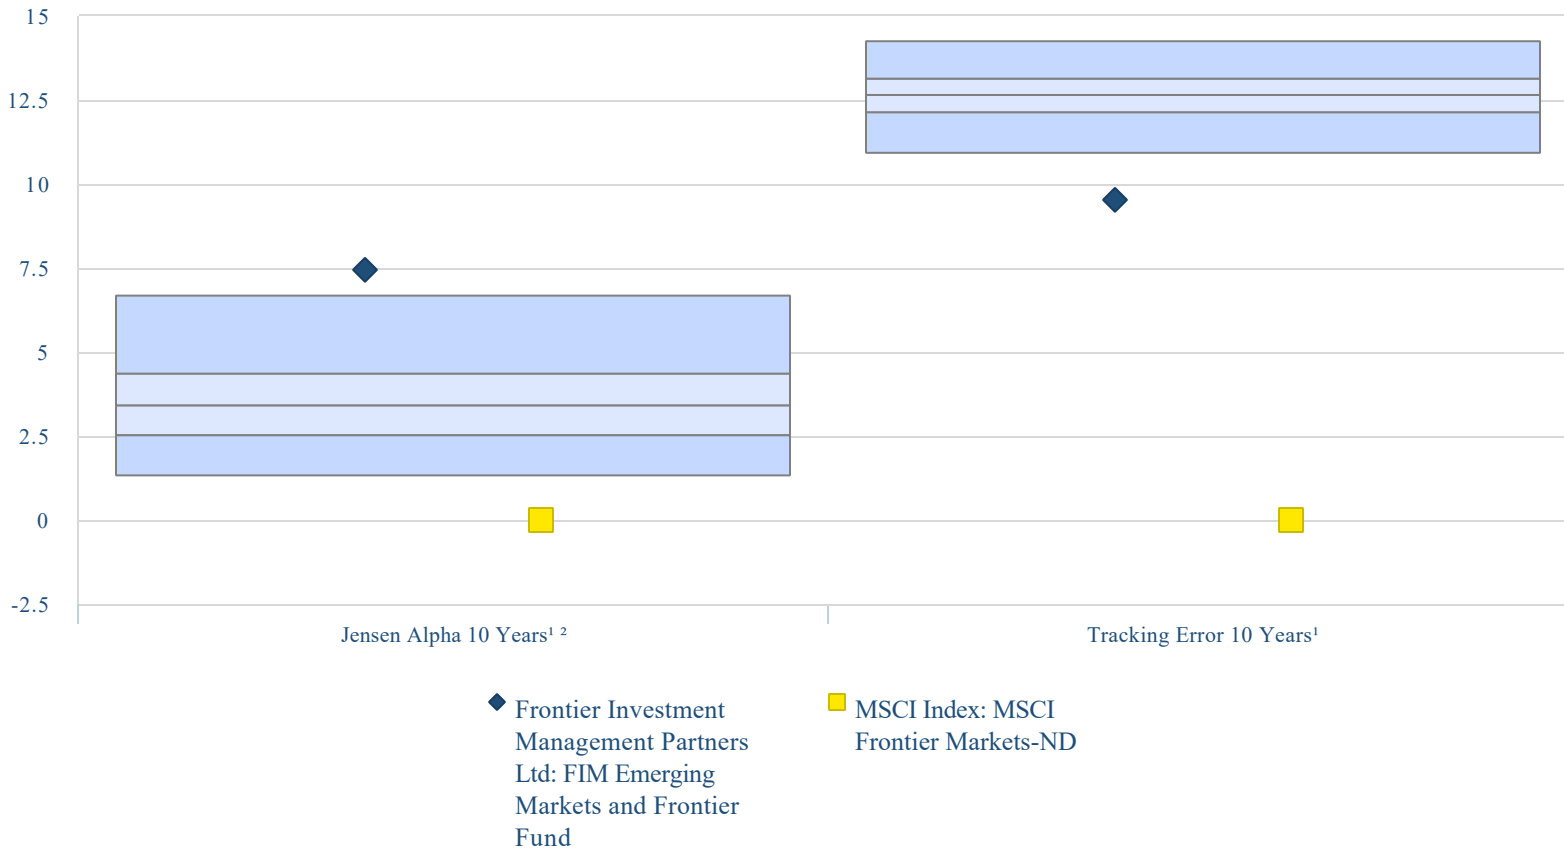 15
12.5
10
7.5
5
2.5
0
-2.5
Jensen Alpha 10 Years¹ ²
Tracking Error 10 Years¹
Frontier Investment
Management Partners
Ltd: FIM Emerging
Markets and Frontier
Fund
MSCI Index: MSCI
Frontier Markets-ND